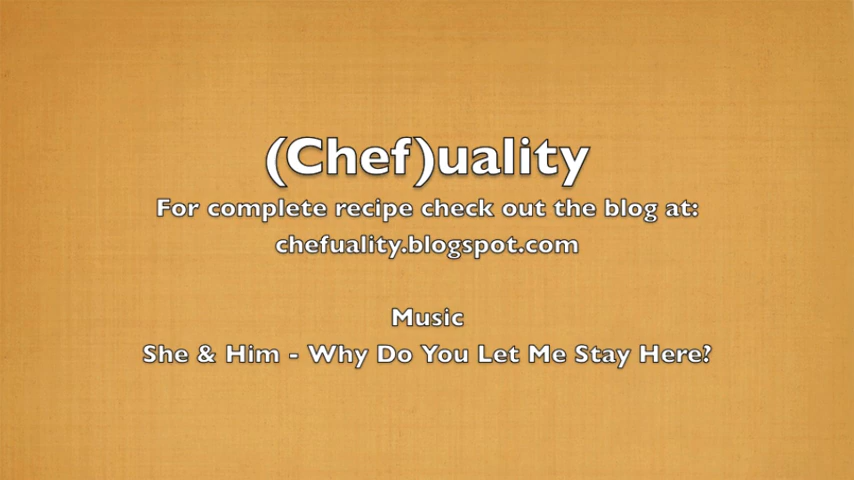 (Chef)uality
For complete recipe check out the blog at:
chefuality.blogspot.com
Music
She & Him - Why Do You Let Me Stay Here?